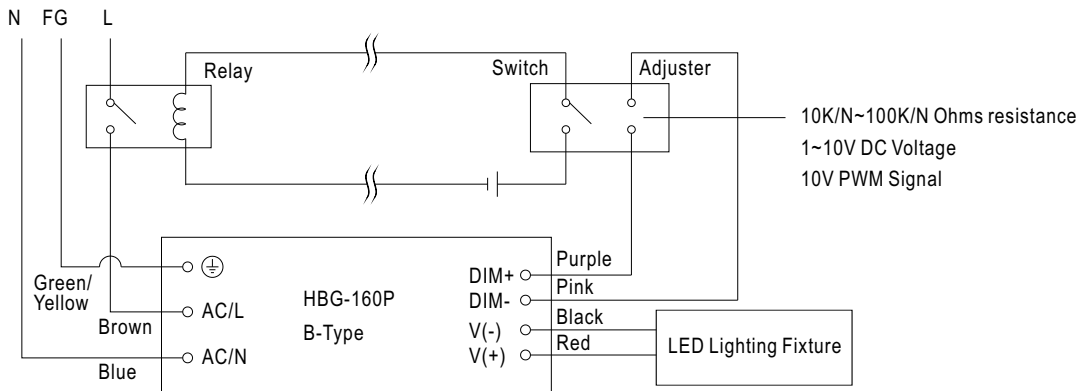 N FG L
Relay
Switch
Adjuster
10K/N~100K/N Ohms resistance
1~10V DC Voltage
10V PWM Signal
Green/
Yellow
Brown
Blue
AC/L
AC/N
HBG-160P
B-Type
DIM+
DIM-
V(-)
V(+)
Purple
Pink
Black
Red
LED Lighting Fixture